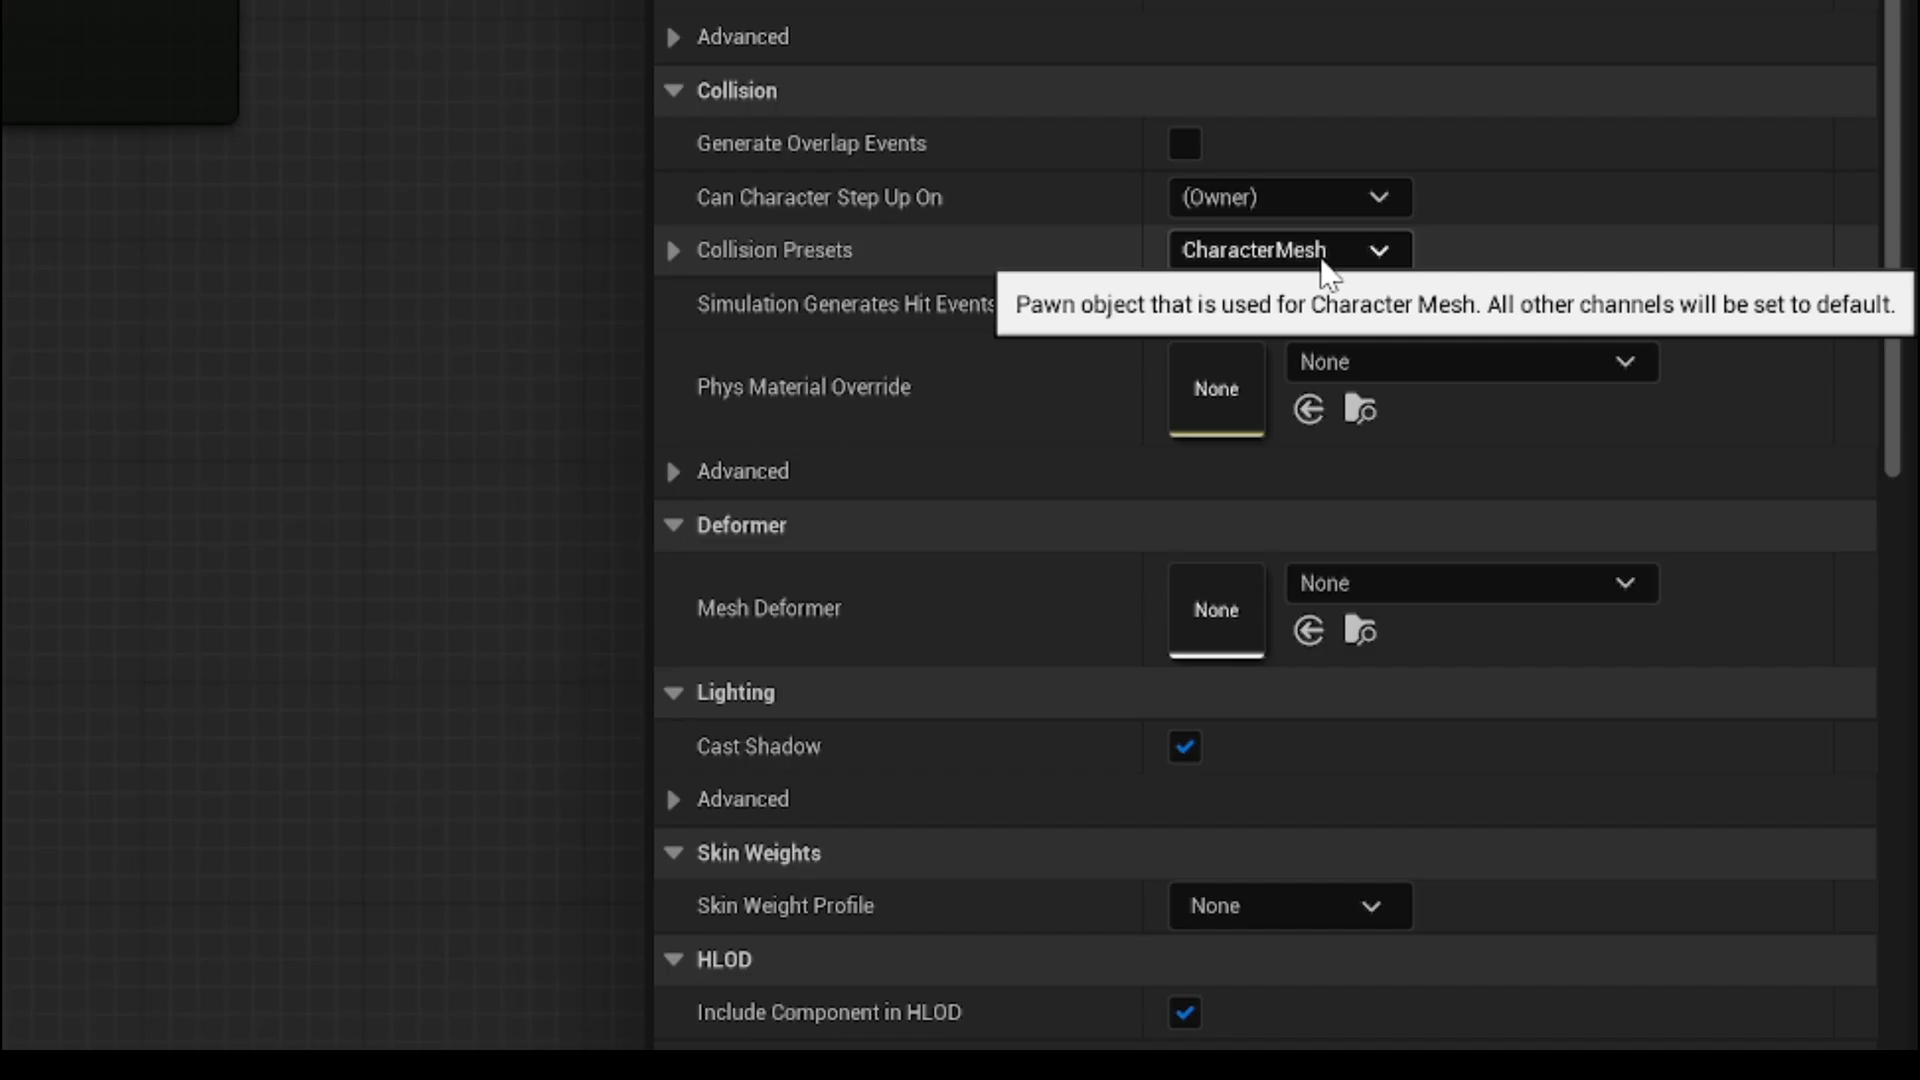 Advanced
Collision
Generate Overlap Events
Can Character Step Up On (Owner)
Collision Presets CharacterMesh
Simulation Generates Hit Events
Pawn object that is used for Character Mesh. All other channels will be set to default.
None
Phys Material Override None
Advanced
Deformer
None
Mesh Deformer None
Lighting
Cast Shadow
Advanced
Skin Weights
Skin Weight Profile None
HLOD
Include Component in HLOD